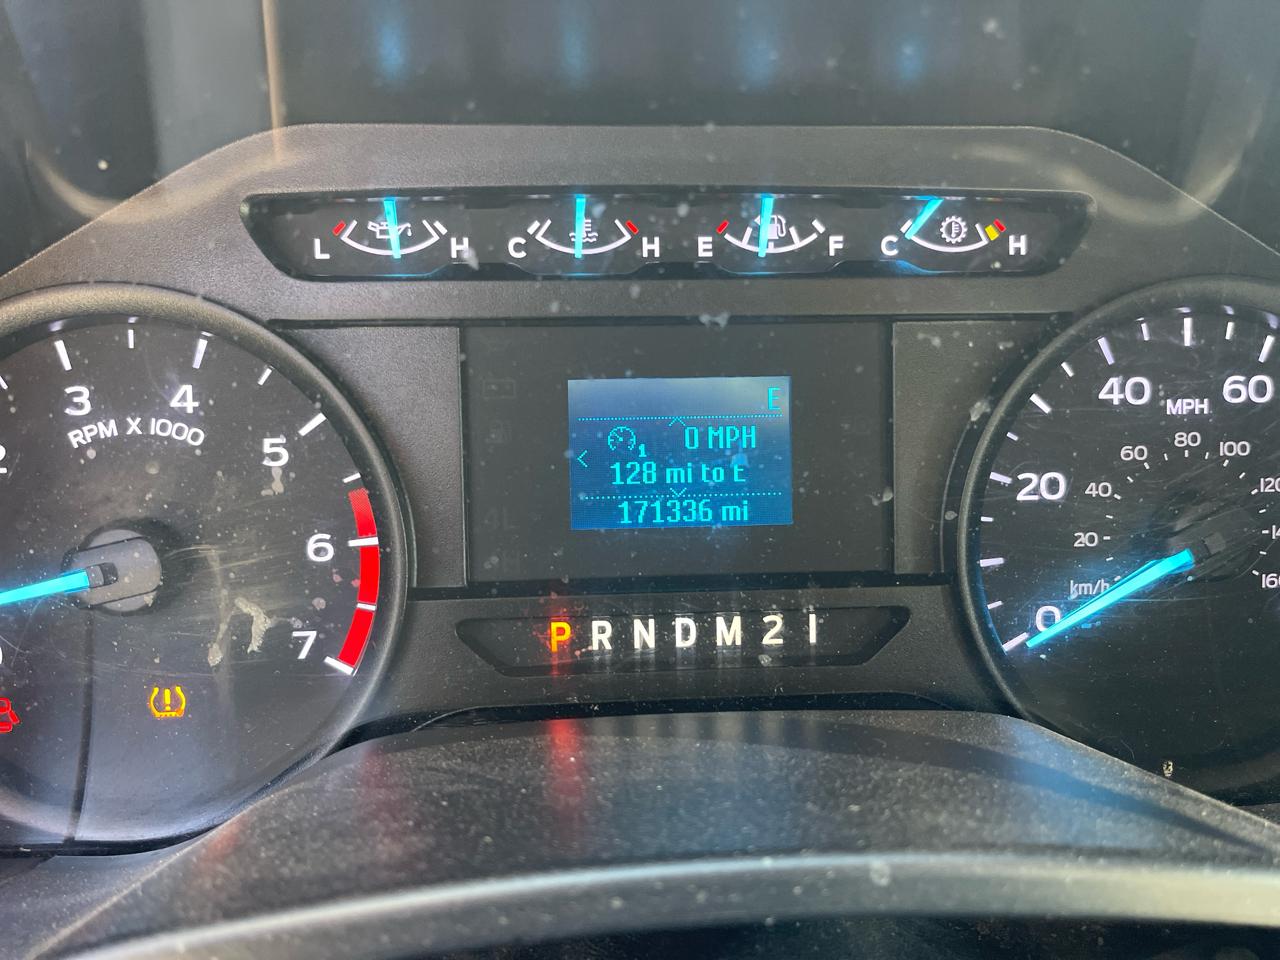 L H C H E F C H
3 4 5 6 7
RPM X 1000
E
1 0 MPH
128 mi to E
171336 mi
P R N D M 2 1
0 20 40 60
MPH
20 40 60 80 100
km/h